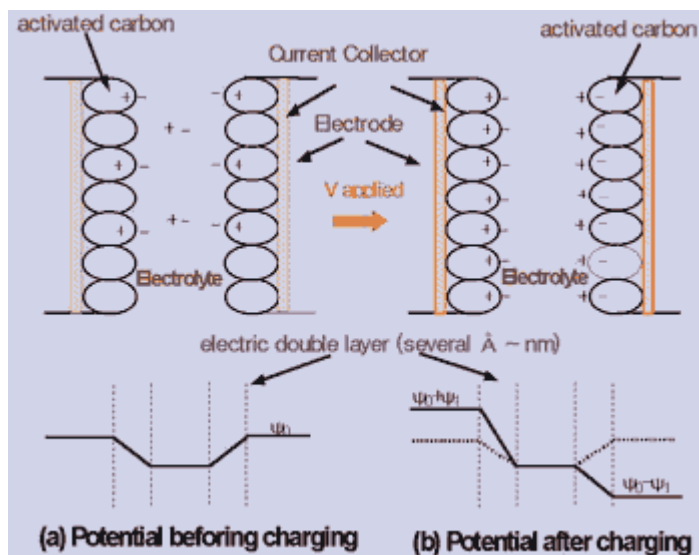 activated carbon
activated carbon
Current Collector
Electrode
V applied
Electrolyte
Electrolyte
electric double layer (several Å ~ nm)
ψ₀
ψ₀+ψ₁
ψ₀-ψ₁
(a) Potential beforing charging
(b) Potential after charging